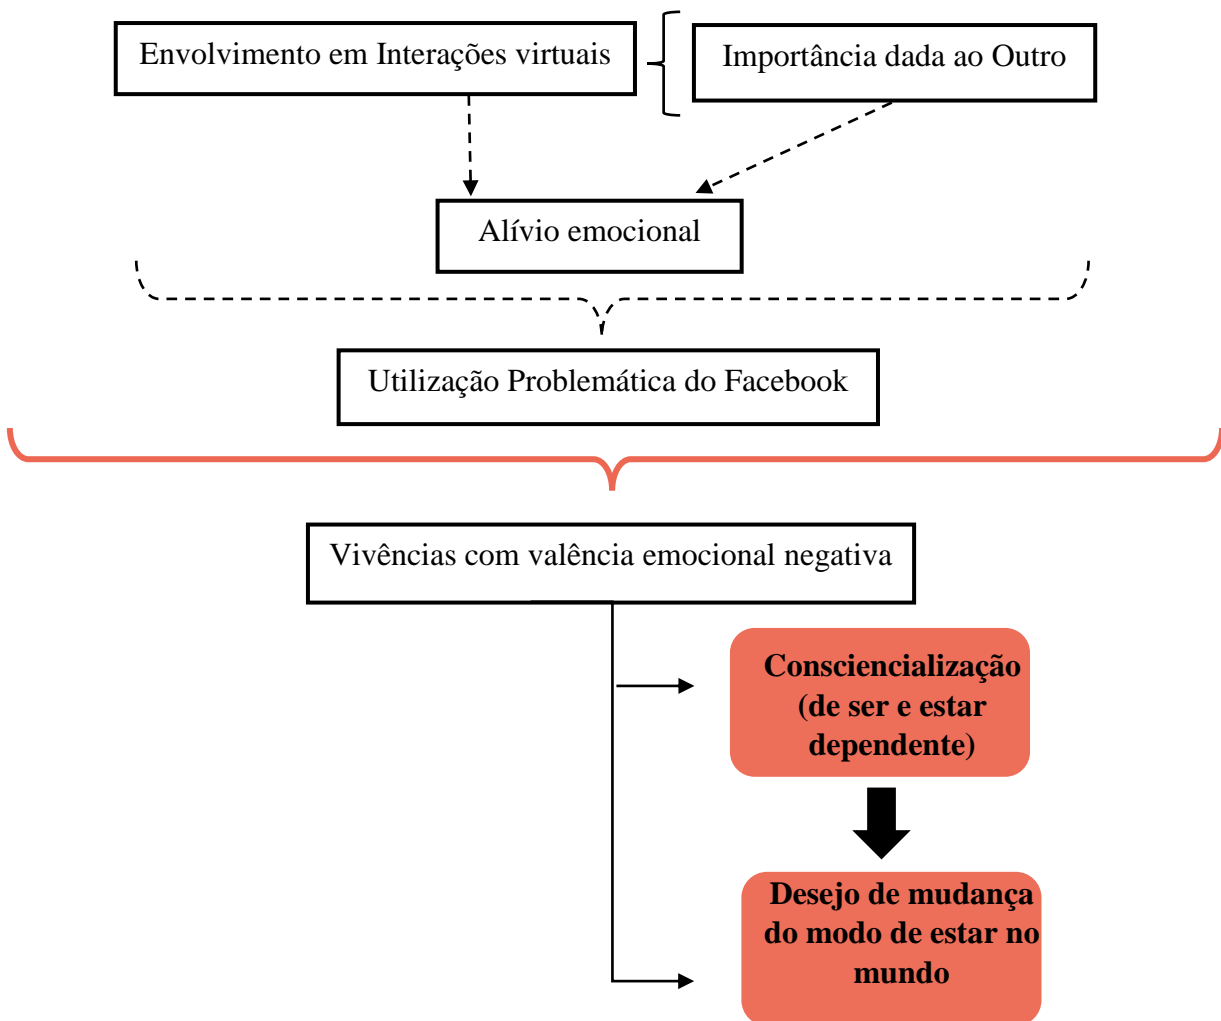 Envolvimento em Interações virtuais
Importância dada ao Outro
Alívio emocional
Utilização Problemática do Facebook
Vivências com valência emocional negativa
Consciencialização
(de ser e estar
dependente)
Desejo de mudança
do modo de estar no
mundo